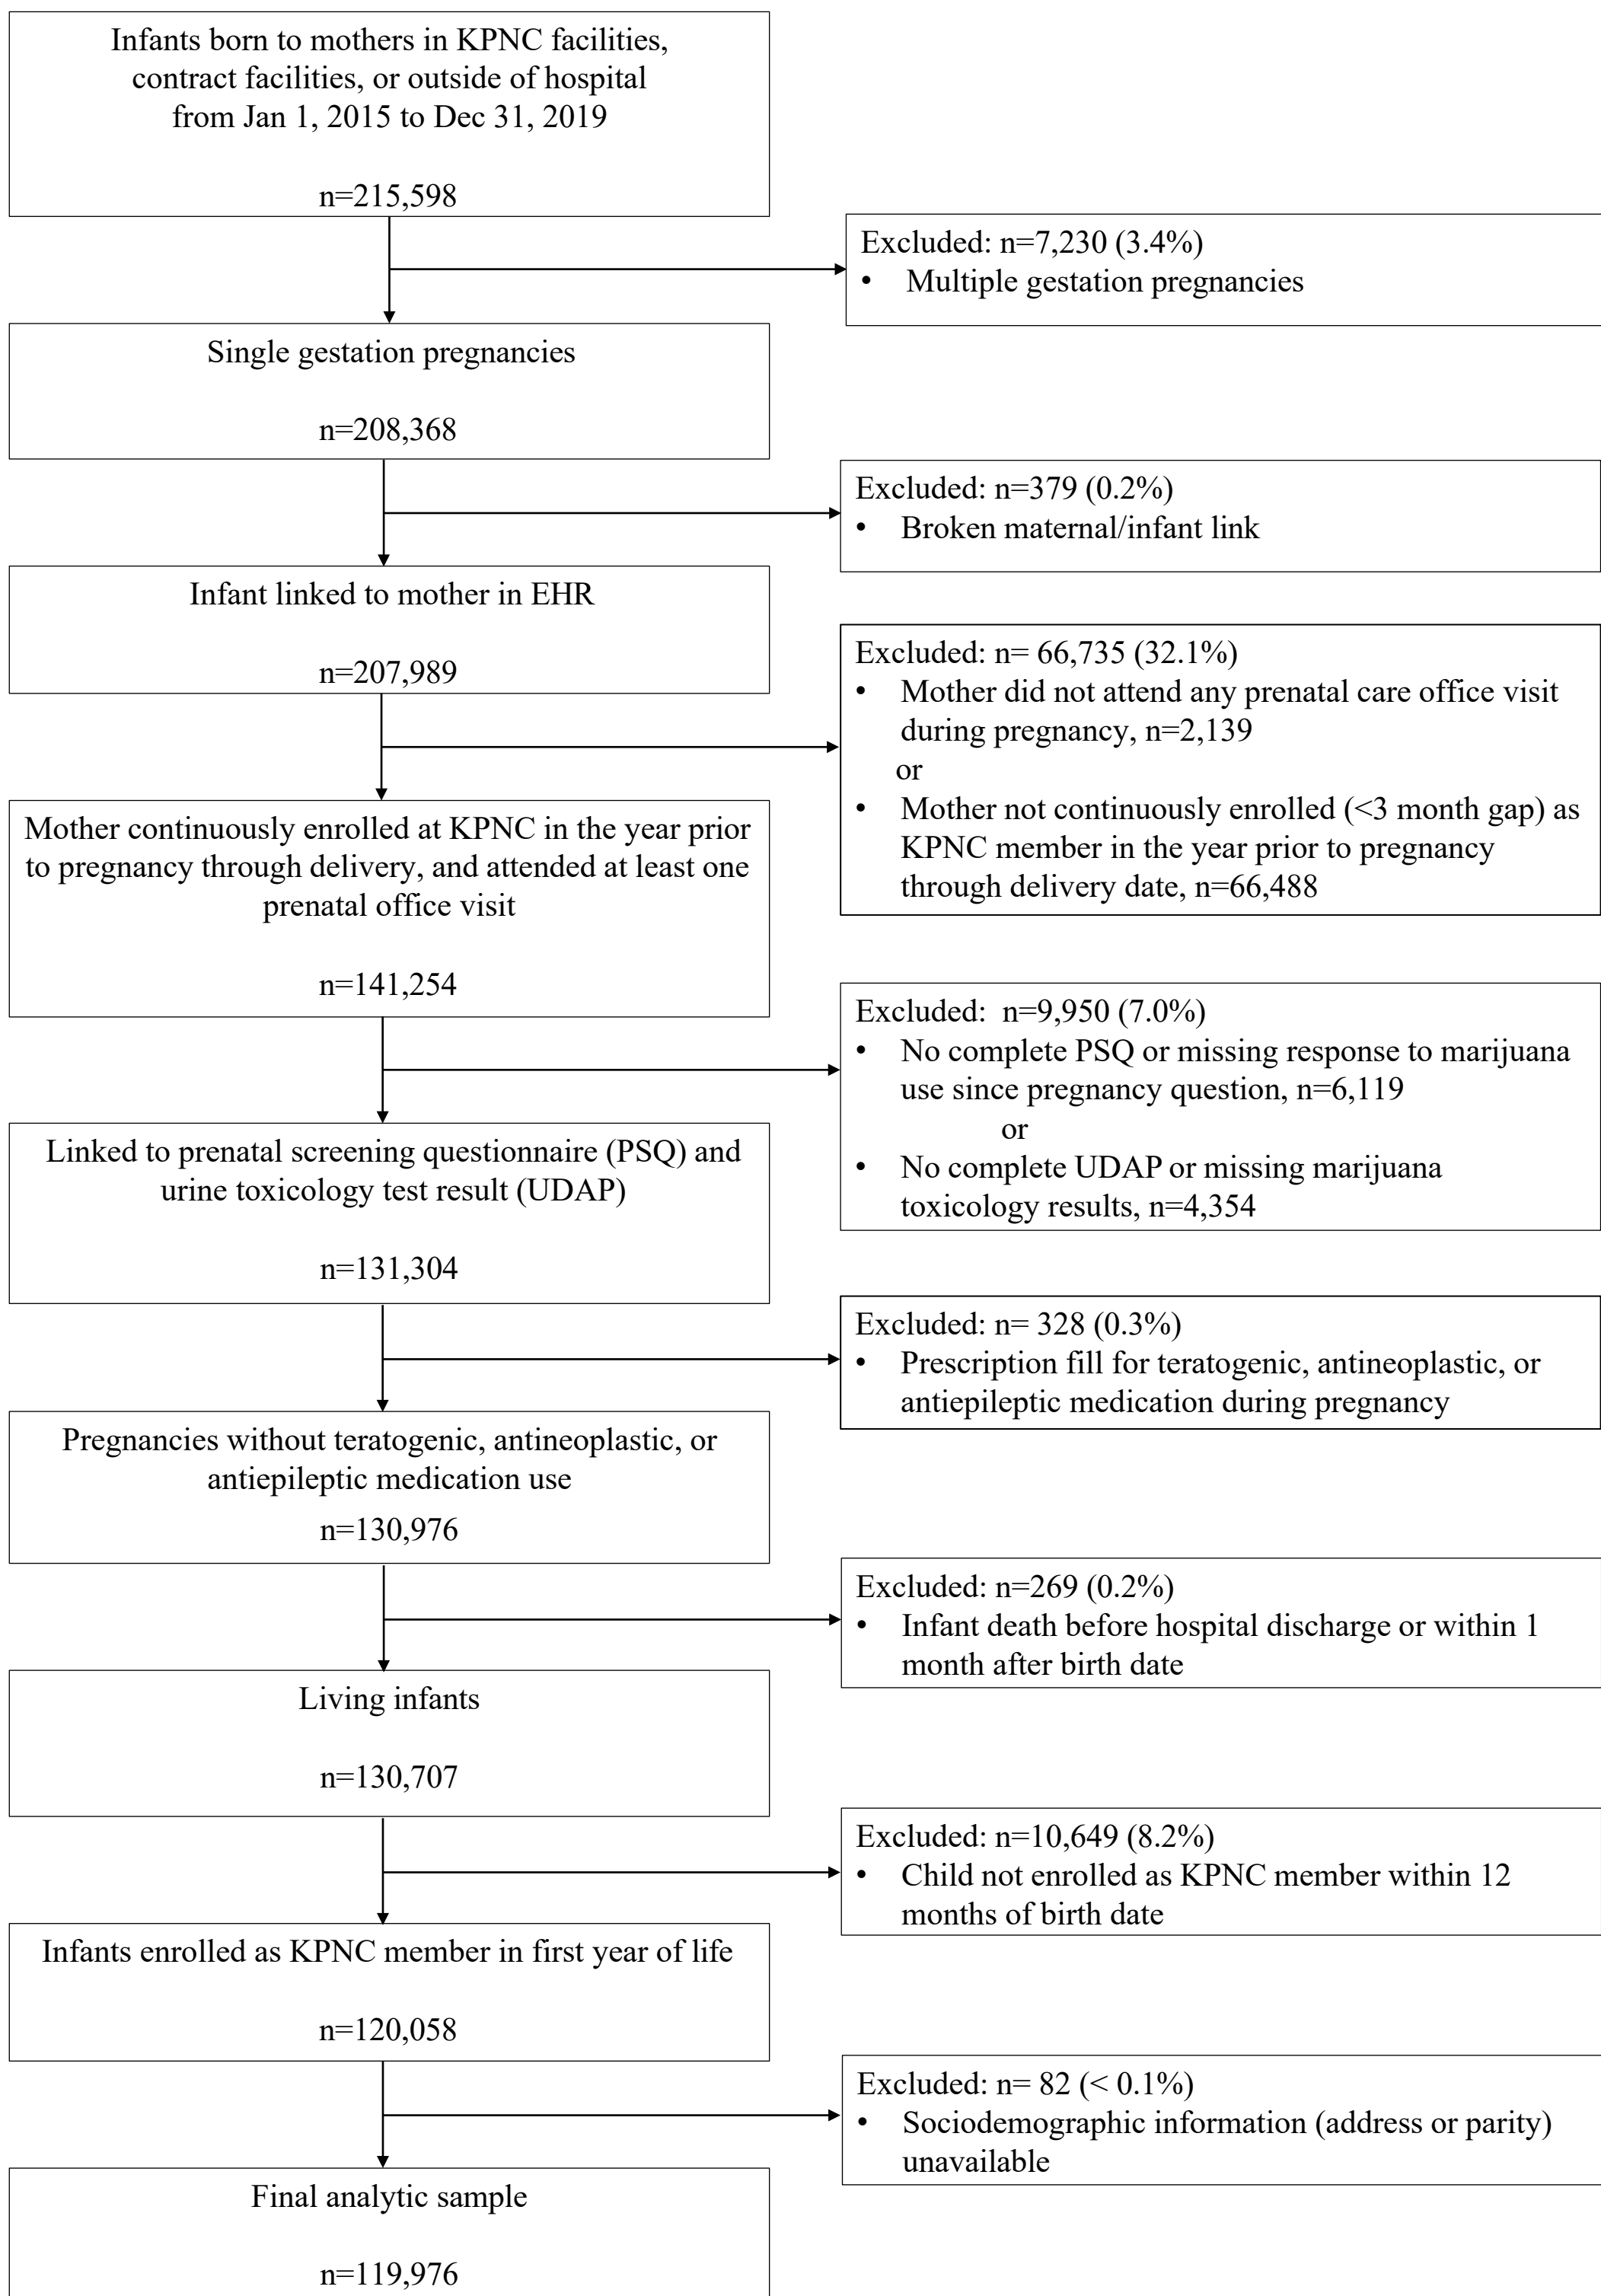 Infants born to mothers in KPNC facilities,
contract facilities, or outside of hospital
from Jan 1, 2015 to Dec 31, 2019
n=215,598
Excluded: n=7,230 (3.4%)
• Multiple gestation pregnancies
Single gestation pregnancies
n=208,368
Excluded: n=379 (0.2%)
• Broken maternal/infant link
Infant linked to mother in EHR
n=207,989
Excluded: n= 66,735 (32.1%)
• Mother did not attend any prenatal care office visit
during pregnancy, n=2,139
or
• Mother not continuously enrolled (<3 month gap) as
KPNC member in the year prior to pregnancy
through delivery date, n=66,488
Mother continuously enrolled at KPNC in the year prior
to pregnancy through delivery, and attended at least one
prenatal office visit
n=141,254
Excluded: n=9,950 (7.0%)
• No complete PSQ or missing response to marijuana
use since pregnancy question, n=6,119
or
• No complete UDAP or missing marijuana
toxicology results, n=4,354
Linked to prenatal screening questionnaire (PSQ) and
urine toxicology test result (UDAP)
n=131,304
Excluded: n= 328 (0.3%)
• Prescription fill for teratogenic, antineoplastic, or
antiepileptic medication during pregnancy
Pregnancies without teratogenic, antineoplastic, or
antiepileptic medication use
n=130,976
Excluded: n=269 (0.2%)
• Infant death before hospital discharge or within 1
month after birth date
Living infants
n=130,707
Excluded: n=10,649 (8.2%)
• Child not enrolled as KPNC member within 12
months of birth date
Infants enrolled as KPNC member in first year of life
n=120,058
Excluded: n= 82 (< 0.1%)
• Sociodemographic information (address or parity)
unavailable
Final analytic sample
n=119,976